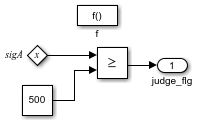 f()
f
sigA x
≥
1
judge_flg
500